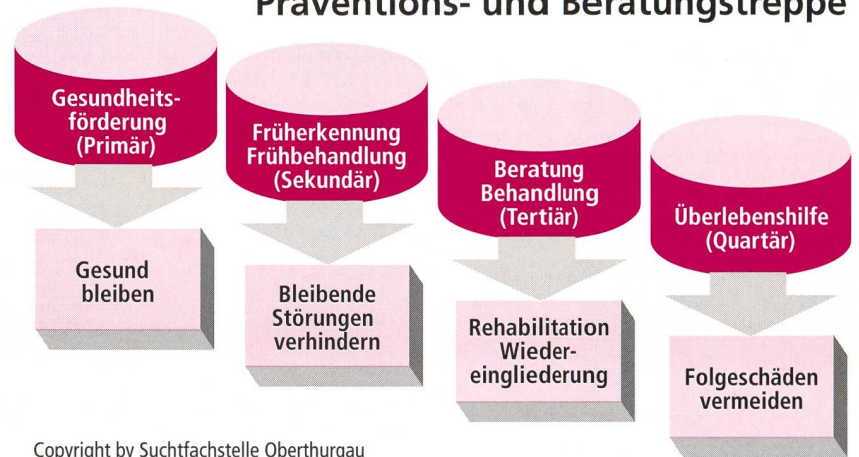 Präventions- und Beratungstreppe
Gesundheits-
förderung
(Primär)
Gesund
bleiben
Früherkennung
Frühbehandlung
(Sekundär)
Bleibende
Störungen
verhindern
Beratung
Behandlung
(Tertiär)
Rehabilitation
Wieder-
eingliederung
Überlebenshilfe
(Quartär)
Folgeschäden
vermeiden
Copyright by Suchtfachstelle Oberthurgau